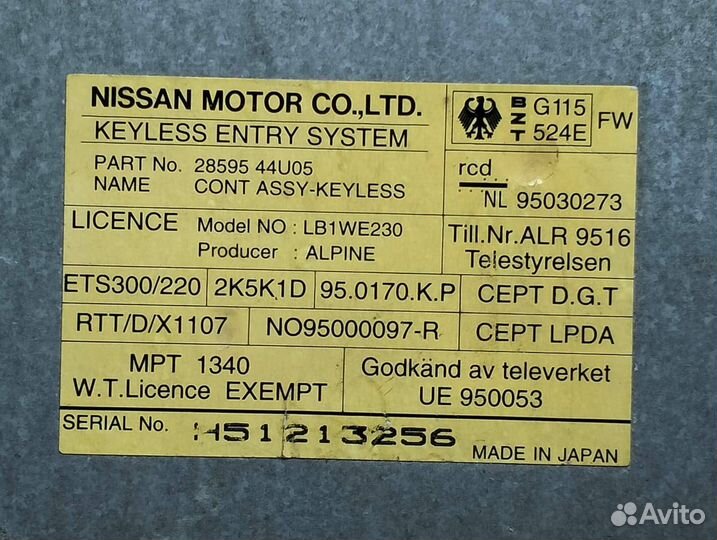 NISSAN MOTOR CO.,LTD.
KEYLESS ENTRY SYSTEM
PART No. 28595 44U05
NAME CONT ASSY-KEYLESS
BZT G115 524E FW
rcd
NL 95030273
LICENCE Model NO : LB1WE230
Producer : ALPINE
Till.Nr.ALR 9516
Telestyrelsen
ETS300/220 2K5K1D 95.0170.K.P CEPT D.G.T
RTT/D/X1107 NO95000097-R CEPT LPDA
MPT 1340
W.T.Licence EXEMPT
Godkänd av televerket
UE 950053
SERIAL No. H51213256
MADE IN JAPAN
Avito